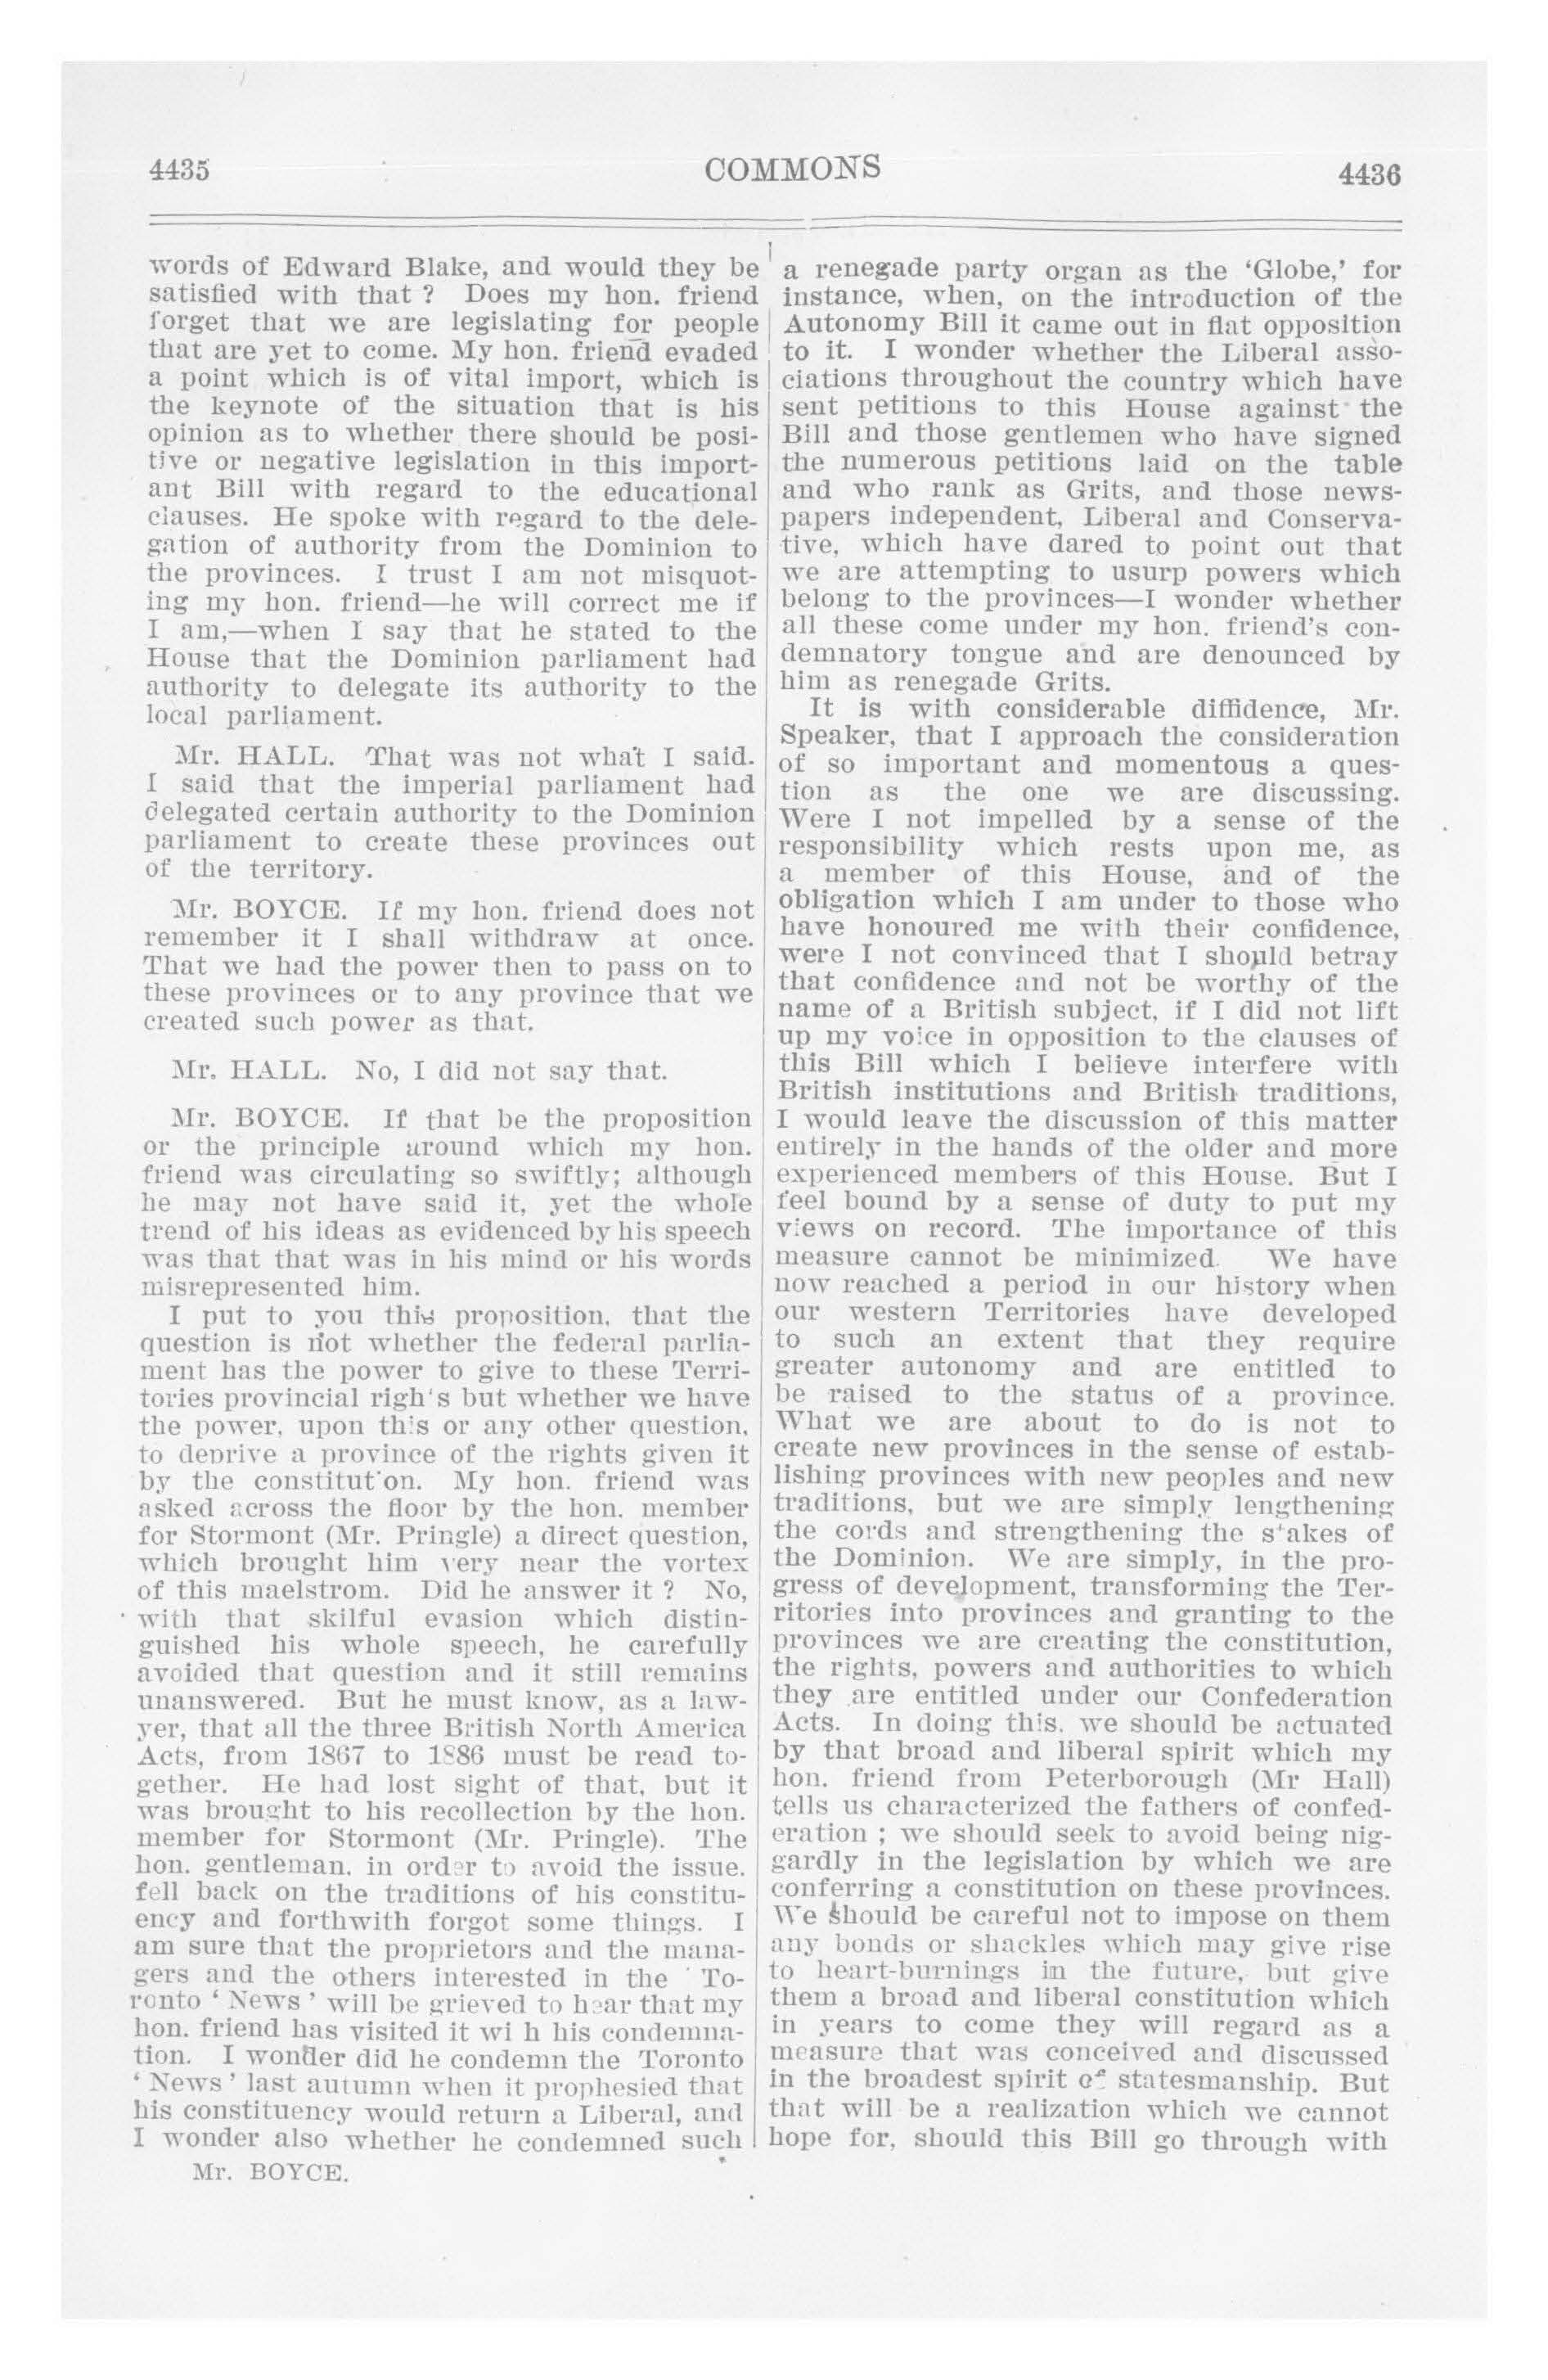 4435
COMMONS
4436
words of Edward Blake, and would they be
satisfied with that ? Does my hon. friend
forget that we are legislating for people
that are yet to come. My hon. friend evaded
a point which is of vital import, which is
the keynote of the situation that is his
opinion as to whether there should be posi-
tive or negative legislation in this import-
ant Bill with regard to the educational
clauses. He spoke with regard to the dele-
gation of authority from the Dominion to
the provinces. I trust I am not misquot-
ing my hon. friend—he will correct me if
I am,—when I say that he stated to the
House that the Dominion parliament had
authority to delegate its authority to the
local parliament.
Mr. HALL. That was not what I said.
I said that the imperial parliament had
delegated certain authority to the Dominion
parliament to create these provinces out
of the territory.
Mr. BOYCE. If my hon. friend does not
remember it I shall withdraw at once.
That we had the power then to pass on to
these provinces or to any province that we
created such power as that.
Mr. HALL. No, I did not say that.
Mr. BOYCE. If that be the proposition
or the principle around which my hon.
friend was circulating so swiftly; although
he may not have said it, yet the whole
trend of his ideas as evidenced by his speech
was that that was in his mind or his words
misrepresented him.
I put to you this proposition, that the
question is not whether the federal parlia-
ment has the power to give to these Terri-
tories provincial righ's but whether we have
the power, upon this or any other question,
to deprive a province of the rights given it
by the constitut'on. My hon. friend was
asked across the floor by the hon. member
for Stormont (Mr. Pringle) a direct question,
which brought him very near the vortex
of this maelstrom. Did he answer it ? No,
with that skilful evasion which distin-
guished his whole speech, he carefully
avoided that question and it still remains
unanswered. But he must know, as a law-
yer, that all the three British North America
Acts, from 1867 to 1886 must be read to-
gether. He had lost sight of that, but it
was brought to his recollection by the hon.
member for Stormont (Mr. Pringle). The
hon. gentleman, in order to avoid the issue.
fell back on the traditions of his constitu-
ency and forthwith forgot some things. I
am sure that the proprietors and the mana-
gers and the others interested in the ' To-
ronto ' News ' will be grieved to hear that my
hon. friend has visited it wi h his condemna-
tion. I wonder did he condemn the Toronto
' News ' last autumn when it prophesied that
his constituency would return a Liberal, and
I wonder also whether he condemned such
Mr. BOYCE.
a renegade party organ as the 'Globe,' for
instance, when, on the introduction of the
Autonomy Bill it came out in flat opposition
to it. I wonder whether the Liberal asso-
ciations throughout the country which have
sent petitions to this House against the
Bill and those gentlemen who have signed
the numerous petitions laid on the table
and who rank as Grits, and those news-
papers independent, Liberal and Conserva-
tive, which have dared to point out that
we are attempting to usurp powers which
belong to the provinces—I wonder whether
all these come under my hon. friend's con-
demnatory tongue and are denounced by
him as renegade Grits.
It is with considerable diffidence, Mr.
Speaker, that I approach the consideration
of so important and momentous a ques-
tion as the one we are discussing.
Were I not impelled by a sense of the
responsibility which rests upon me, as
a member of this House, and of the
obligation which I am under to those who
have honoured me with their confidence,
were I not convinced that I should betray
that confidence and not be worthy of the
name of a British subject, if I did not lift
up my voice in opposition to the clauses of
this Bill which I believe interfere with
British institutions and British traditions,
I would leave the discussion of this matter
entirely in the hands of the older and more
experienced members of this House. But I
feel bound by a sense of duty to put my
views on record. The importance of this
measure cannot be minimized. We have
now reached a period in our history when
our western Territories have developed
to such an extent that they require
greater autonomy and are entitled to
be raised to the status of a province.
What we are about to do is not to
create new provinces in the sense of estab-
lishing provinces with new peoples and new
traditions, but we are simply lengthening
the cords and strengthening the stakes of
the Dominion. We are simply, in the pro-
gress of development, transforming the Ter-
ritories into provinces and granting to the
provinces we are creating the constitution,
the rights, powers and authorities to which
they are entitled under our Confederation
Acts. In doing this, we should be actuated
by that broad and liberal spirit which my
hon. friend from Peterborough (Mr Hall)
tells us characterized the fathers of confed-
eration ; we should seek to avoid being nig-
gardly in the legislation by which we are
conferring a constitution on these provinces.
We should be careful not to impose on them
any bonds or shackles which may give rise
to heart-burnings in the future, but give
them a broad and liberal constitution which
in years to come they will regard as a
measure that was conceived and discussed
in the broadest spirit of statesmanship. But
that will be a realization which we cannot
hope for, should this Bill go through with